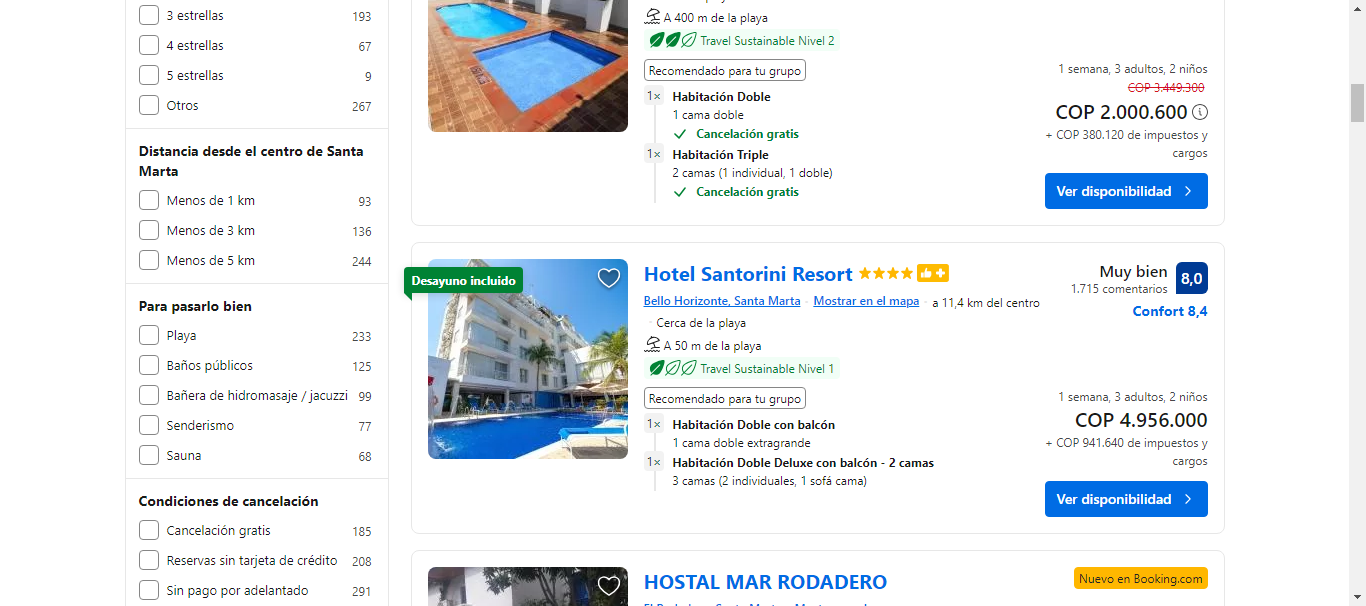 3 estrellas 193
4 estrellas 67
5 estrellas 9
Otros 267
Distancia desde el centro de Santa
Marta
Menos de 1 km 93
Menos de 3 km 136
Menos de 5 km 244
Para pasarlo bien
Playa 233
Baños públicos 125
Bañera de hidromasaje / jacuzzi 99
Senderismo 77
Sauna 68
Condiciones de cancelación
Cancelación gratis 185
Reservas sin tarjeta de crédito 208
Sin pago por adelantado 291
A 400 m de la playa
Travel Sustainable Nivel 2
Recomendado para tu grupo
1× Habitación Doble
1 cama doble
Cancelación gratis
1× Habitación Triple
2 camas (1 individual, 1 doble)
Cancelación gratis
1 semana, 3 adultos, 2 niños
COP 3.449.300
COP 2.000.600
+ COP 380.120 de impuestos y
cargos
Ver disponibilidad
Desayuno incluido
Hotel Santorini Resort
Bello Horizonte, Santa Marta · Mostrar en el mapa · a 11,4 km del centro
· Cerca de la playa
A 50 m de la playa
Travel Sustainable Nivel 1
Recomendado para tu grupo
1× Habitación Doble con balcón
1 cama doble extragrande
1× Habitación Doble Deluxe con balcón - 2 camas
3 camas (2 individuales, 1 sofá cama)
Muy bien 8,0
1.715 comentarios
Confort 8,4
1 semana, 3 adultos, 2 niños
COP 4.956.000
+ COP 941.640 de impuestos y
cargos
Ver disponibilidad
HOSTAL MAR RODADERO
Nuevo en Booking.com